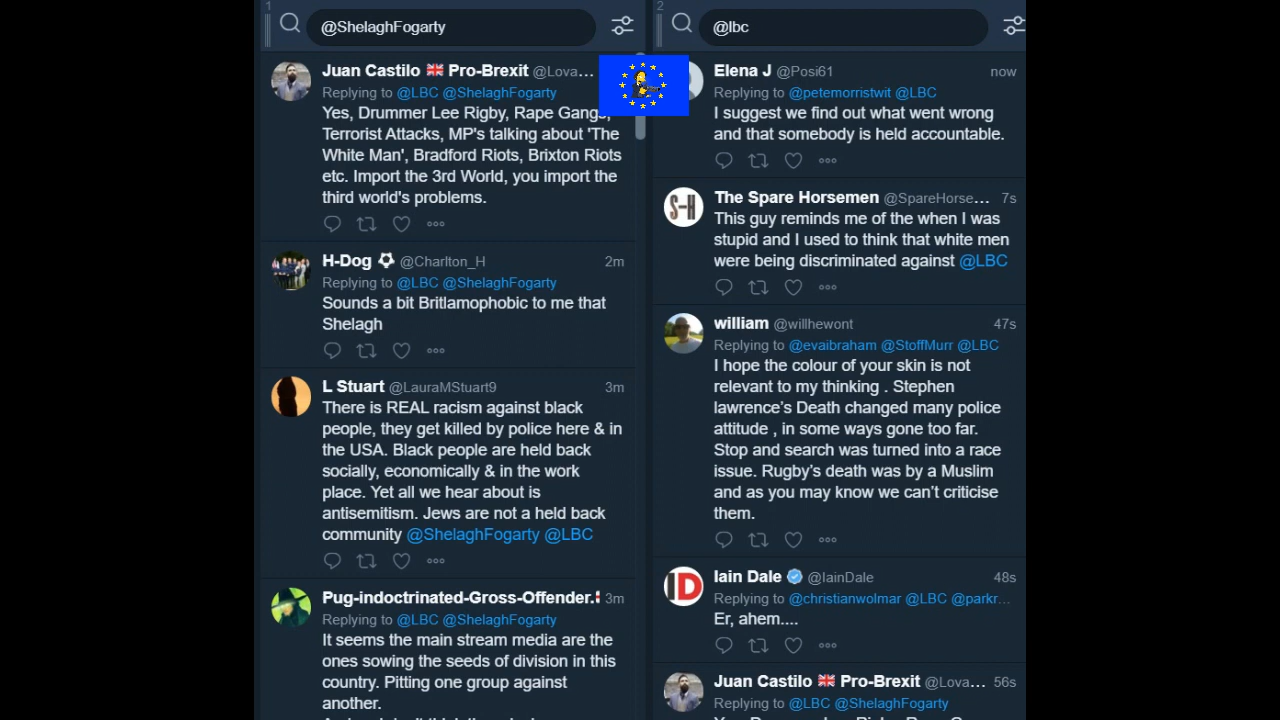 1
@ShelaghFogarty
Juan Castilo 🇬🇧 Pro-Brexit @Lova…
Replying to @LBC @ShelaghFogarty
Yes, Drummer Lee Rigby, Rape Gangs,
Terrorist Attacks, MP's talking about 'The
White Man', Bradford Riots, Brixton Riots
etc. Import the 3rd World, you import the
third world's problems.
H-Dog ⚽ @Charlton_H 2m
Replying to @LBC @ShelaghFogarty
Sounds a bit Britlamophobic to me that
Shelagh
L Stuart @LauraMStuart9 3m
There is REAL racism against black
people, they get killed by police here & in
the USA. Black people are held back
socially, economically & in the work
place. Yet all we hear about is
antisemitism. Jews are not a held back
community @ShelaghFogarty @LBC
Pug-indoctrinated-Gross-Offender. 3m
Replying to @LBC @ShelaghFogarty
It seems the main stream media are the
ones sowing the seeds of division in this
country. Pitting one group against
another.
2
@lbc
Elena J @Posi61 now
Replying to @petemorristwit @LBC
I suggest we find out what went wrong
and that somebody is held accountable.
S-H
The Spare Horsemen @SpareHorse… 7s
This guy reminds me of the when I was
stupid and I used to think that white men
were being discriminated against @LBC
william @willhewont 47s
Replying to @evaibraham @StoffMurr @LBC
I hope the colour of your skin is not
relevant to my thinking . Stephen
lawrence's Death changed many police
attitude , in some ways gone too far.
Stop and search was turned into a race
issue. Rugby's death was by a Muslim
and as you may know we can't criticise
them.
ID
Iain Dale @IainDale 48s
Replying to @christianwolmar @LBC @parkr…
Er, ahem....
Juan Castilo 🇬🇧 Pro-Brexit @Lova… 56s
Replying to @LBC @ShelaghFogarty